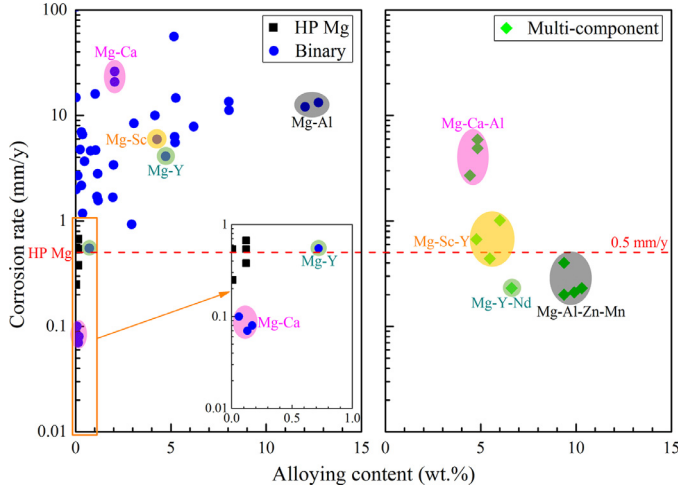 100
10
1
0.1
0.01
Corrosion rate (mm/y)
HP Mg
Binary
Mg-Ca
Mg-Sc
Mg-Y
Mg-Al
HP Mg
1
0.1
0.01
0.0
0.5
1.0
Mg-Y
Mg-Ca
0
5
10
15
Multi-component
Mg-Ca-Al
Mg-Sc-Y
0.5 mm/y
Mg-Y-Nd
Mg-Al-Zn-Mn
0
5
10
15
Alloying content (wt.%)